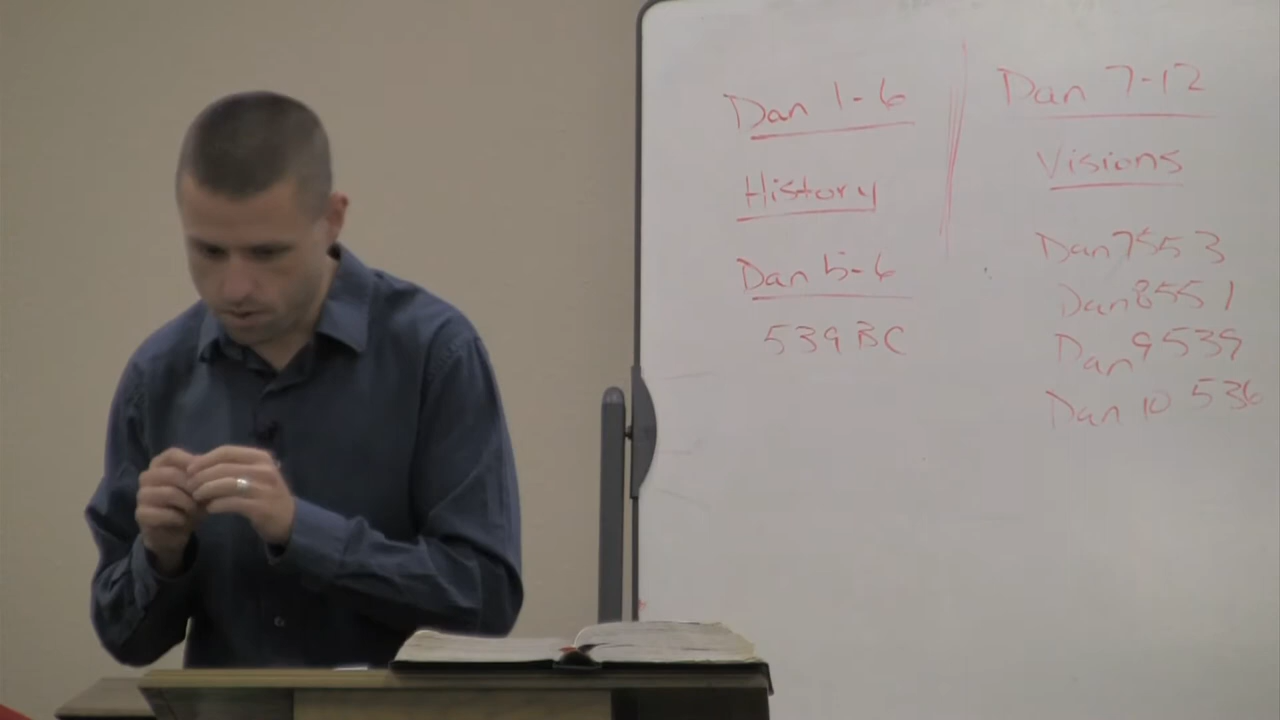 Dan 1-6
History
Dan 5-6
539 BC
Dan 7-12
Visions
Dan 7 553
Dan 8 551
Dan 9 539
Dan 10 536